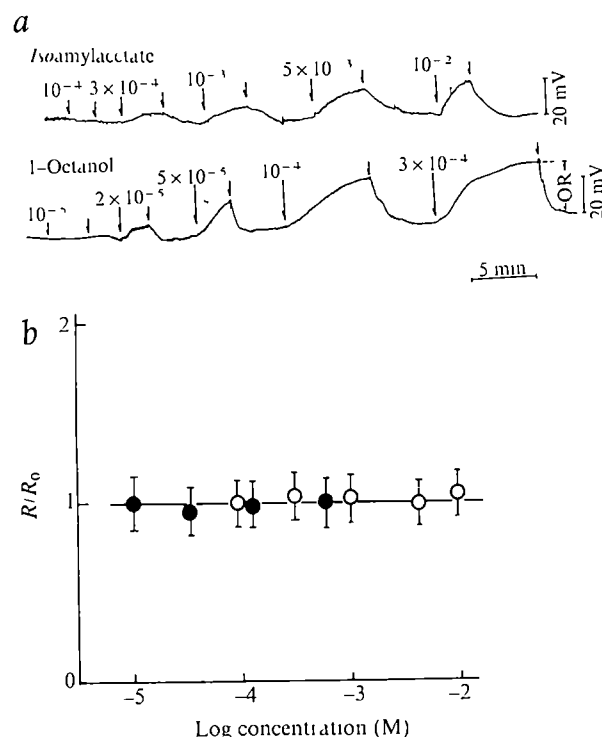 a
Isoamylacetate
10⁻⁴ 3×10⁻⁴ 10⁻³ 5×10⁻³ 10⁻²
20 mV
1–Octanol
10⁻⁵ 2×10⁻⁵ 5×10⁻⁵ 10⁻⁴ 3×10⁻⁴
OR
20 mV
5 min
b
2
1
0
R/R₀
–5 –4 –3 –2
Log concentration (M)